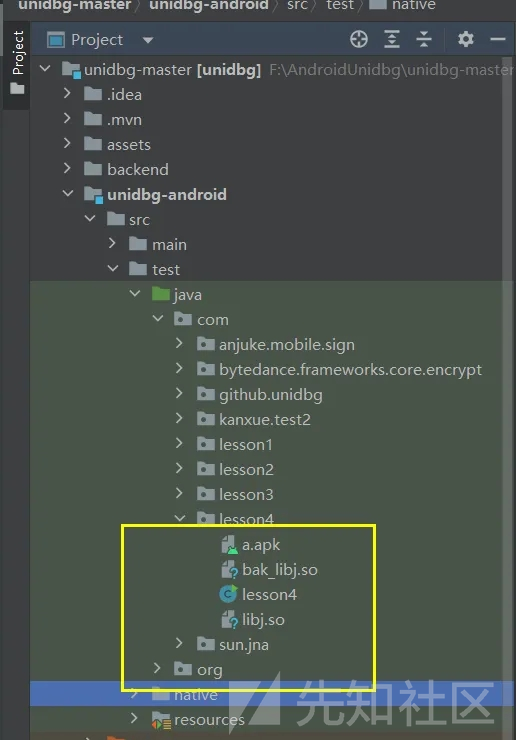 unidbg-master 〉 unidbg-android 〉 src 〉 test 〉 native
Project
Project
unidbg-master [unidbg] F:\AndroidUnidbg\unidbg-master
.idea
.mvn
assets
backend
unidbg-android
src
main
test
java
com
anjuke.mobile.sign
bytedance.frameworks.core.encrypt
github.unidbg
kanxue.test2
lesson1
lesson2
lesson3
lesson4
a.apk
bak_libj.so
lesson4
libj.so
sun.jna
org
native
resources
先知社区